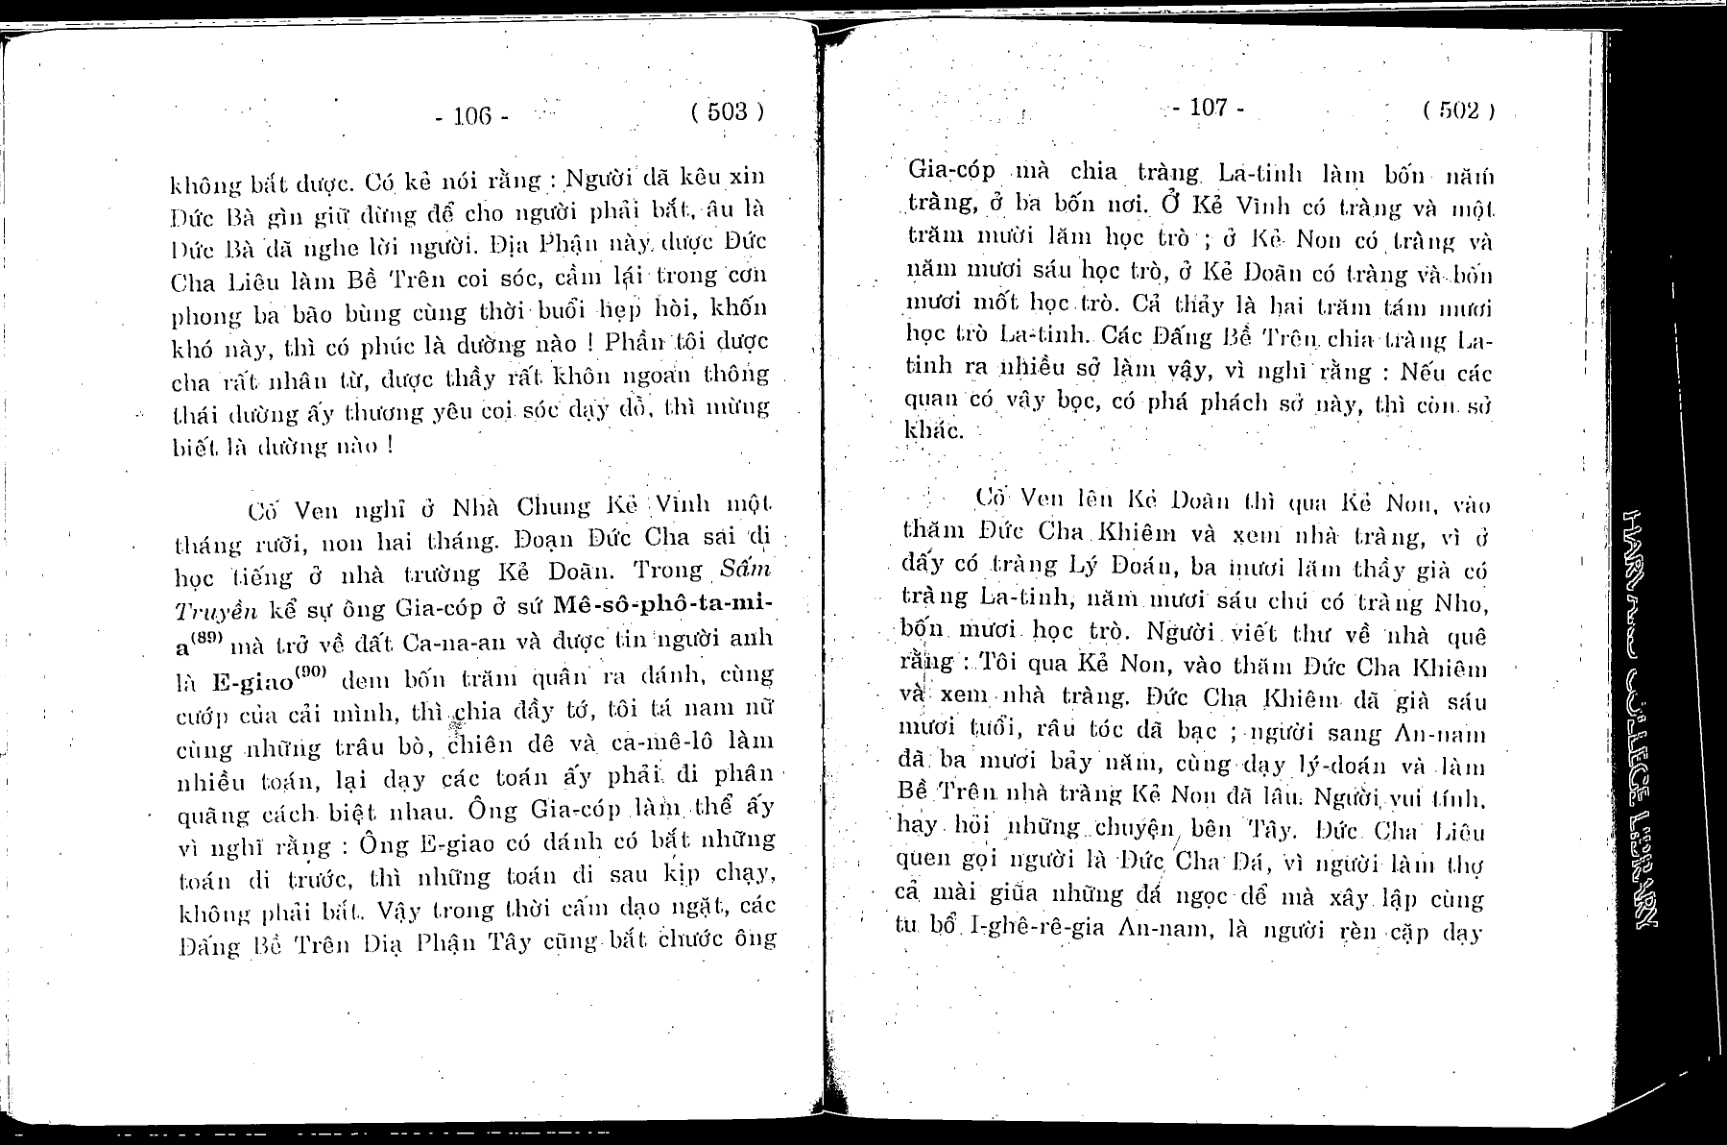 - 106 - ( 503 )
không bắt được. Có kẻ nói rằng : Người đã kêu xin
Đức Bà gìn giữ đừng để cho người phải bắt, âu là
Đức Bà đã nghe lời người. Địa Phận này được Đức
Cha Liêu làm Bề Trên coi sóc, cầm lái trong cơn
phong ba bão bùng cùng thời buổi hẹp hòi, khốn
khó này, thì có phúc là dường nào ! Phần tôi được
cha rất nhân từ, được thầy rất khôn ngoan thông
thái dường ấy thương yêu coi sóc dạy dỗ, thì mừng
biết là dường nào !
Cố Ven nghỉ ở Nhà Chung Kẻ Vĩnh một
tháng rưỡi, non hai tháng. Đoạn Đức Cha sai đi
học tiếng ở nhà trường Kẻ Doãn. Trong Sấm
Truyền kể sự ông Gia-cóp ở sứ Mê-sô-phô-ta-mi-
a(89) mà trở về đất Ca-na-an và được tin người anh
là E-giao(90) đem bốn trăm quân ra đánh, cùng
cướp của cải mình, thì chia đầy tớ, tôi tá nam nữ
cùng những trâu bò, chiên dê và ca-mê-lô làm
nhiều toán, lại dạy các toán ấy phải đi phân
quãng cách biệt nhau. Ông Gia-cóp làm thể ấy
vì nghĩ rằng : Ông E-giao có đánh có bắt những
toán đi trước, thì những toán đi sau kịp chạy,
không phải bắt. Vậy trong thời cấm đạo ngặt, các
Đấng Bề Trên Địa Phận Tây cũng bắt chước ông
- 107 - ( 502 )
Gia-cóp mà chia tràng La-tinh làm bốn năm
tràng, ở ba bốn nơi. Ở Kẻ Vĩnh có tràng và một
trăm mười lăm học trò ; ở Kẻ Non có tràng và
năm mươi sáu học trò, ở Kẻ Doãn có tràng và bốn
mươi mốt học trò. Cả thảy là hai trăm tám mươi
học trò La-tinh. Các Đấng Bề Trên chia tràng La-
tinh ra nhiều sở làm vậy, vì nghì rằng : Nếu các
quan có vây bọc, có phá phách sở này, thì còn sở
khác.
Cố Ven lên Kẻ Doãn thì qua Kẻ Non, vào
thăm Đức Cha Khiêm và xem nhà tràng, vì ở
đấy có tràng Lý Đoán, ba mươi lăm thầy già có
tràng La-tinh, năm mươi sáu chú có tràng Nho,
bốn mươi học trò. Người viết thư về nhà quê
rằng : Tôi qua Kẻ Non, vào thăm Đức Cha Khiêm
và xem nhà tràng. Đức Cha Khiêm đã già sáu
mươi tuổi, râu tóc đã bạc ; người sang An-nam
đã ba mươi bảy năm, cùng dạy lý-đoán và làm
Bề Trên nhà tràng Kẻ Non đã lâu. Người vui tính,
hay hỏi những chuyện bên Tây. Đức Cha Liêu
quen gọi người là Đức Cha Đá, vì người làm thợ
cả mài giũa những đá ngọc để mà xây lập cùng
tu bổ I-ghê-rê-gia An-nam, là người rèn cặp dạy
HARVARD COLLEGE LIBRARY